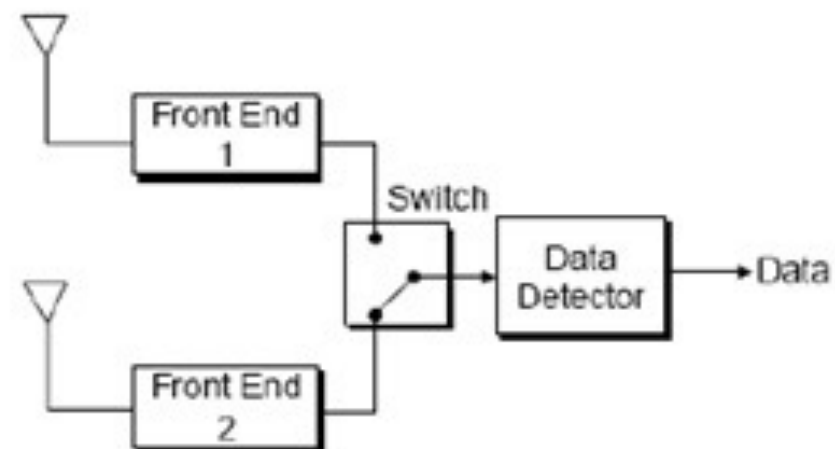 Front End
1
Switch
Data
Detector
Data
Front End
2